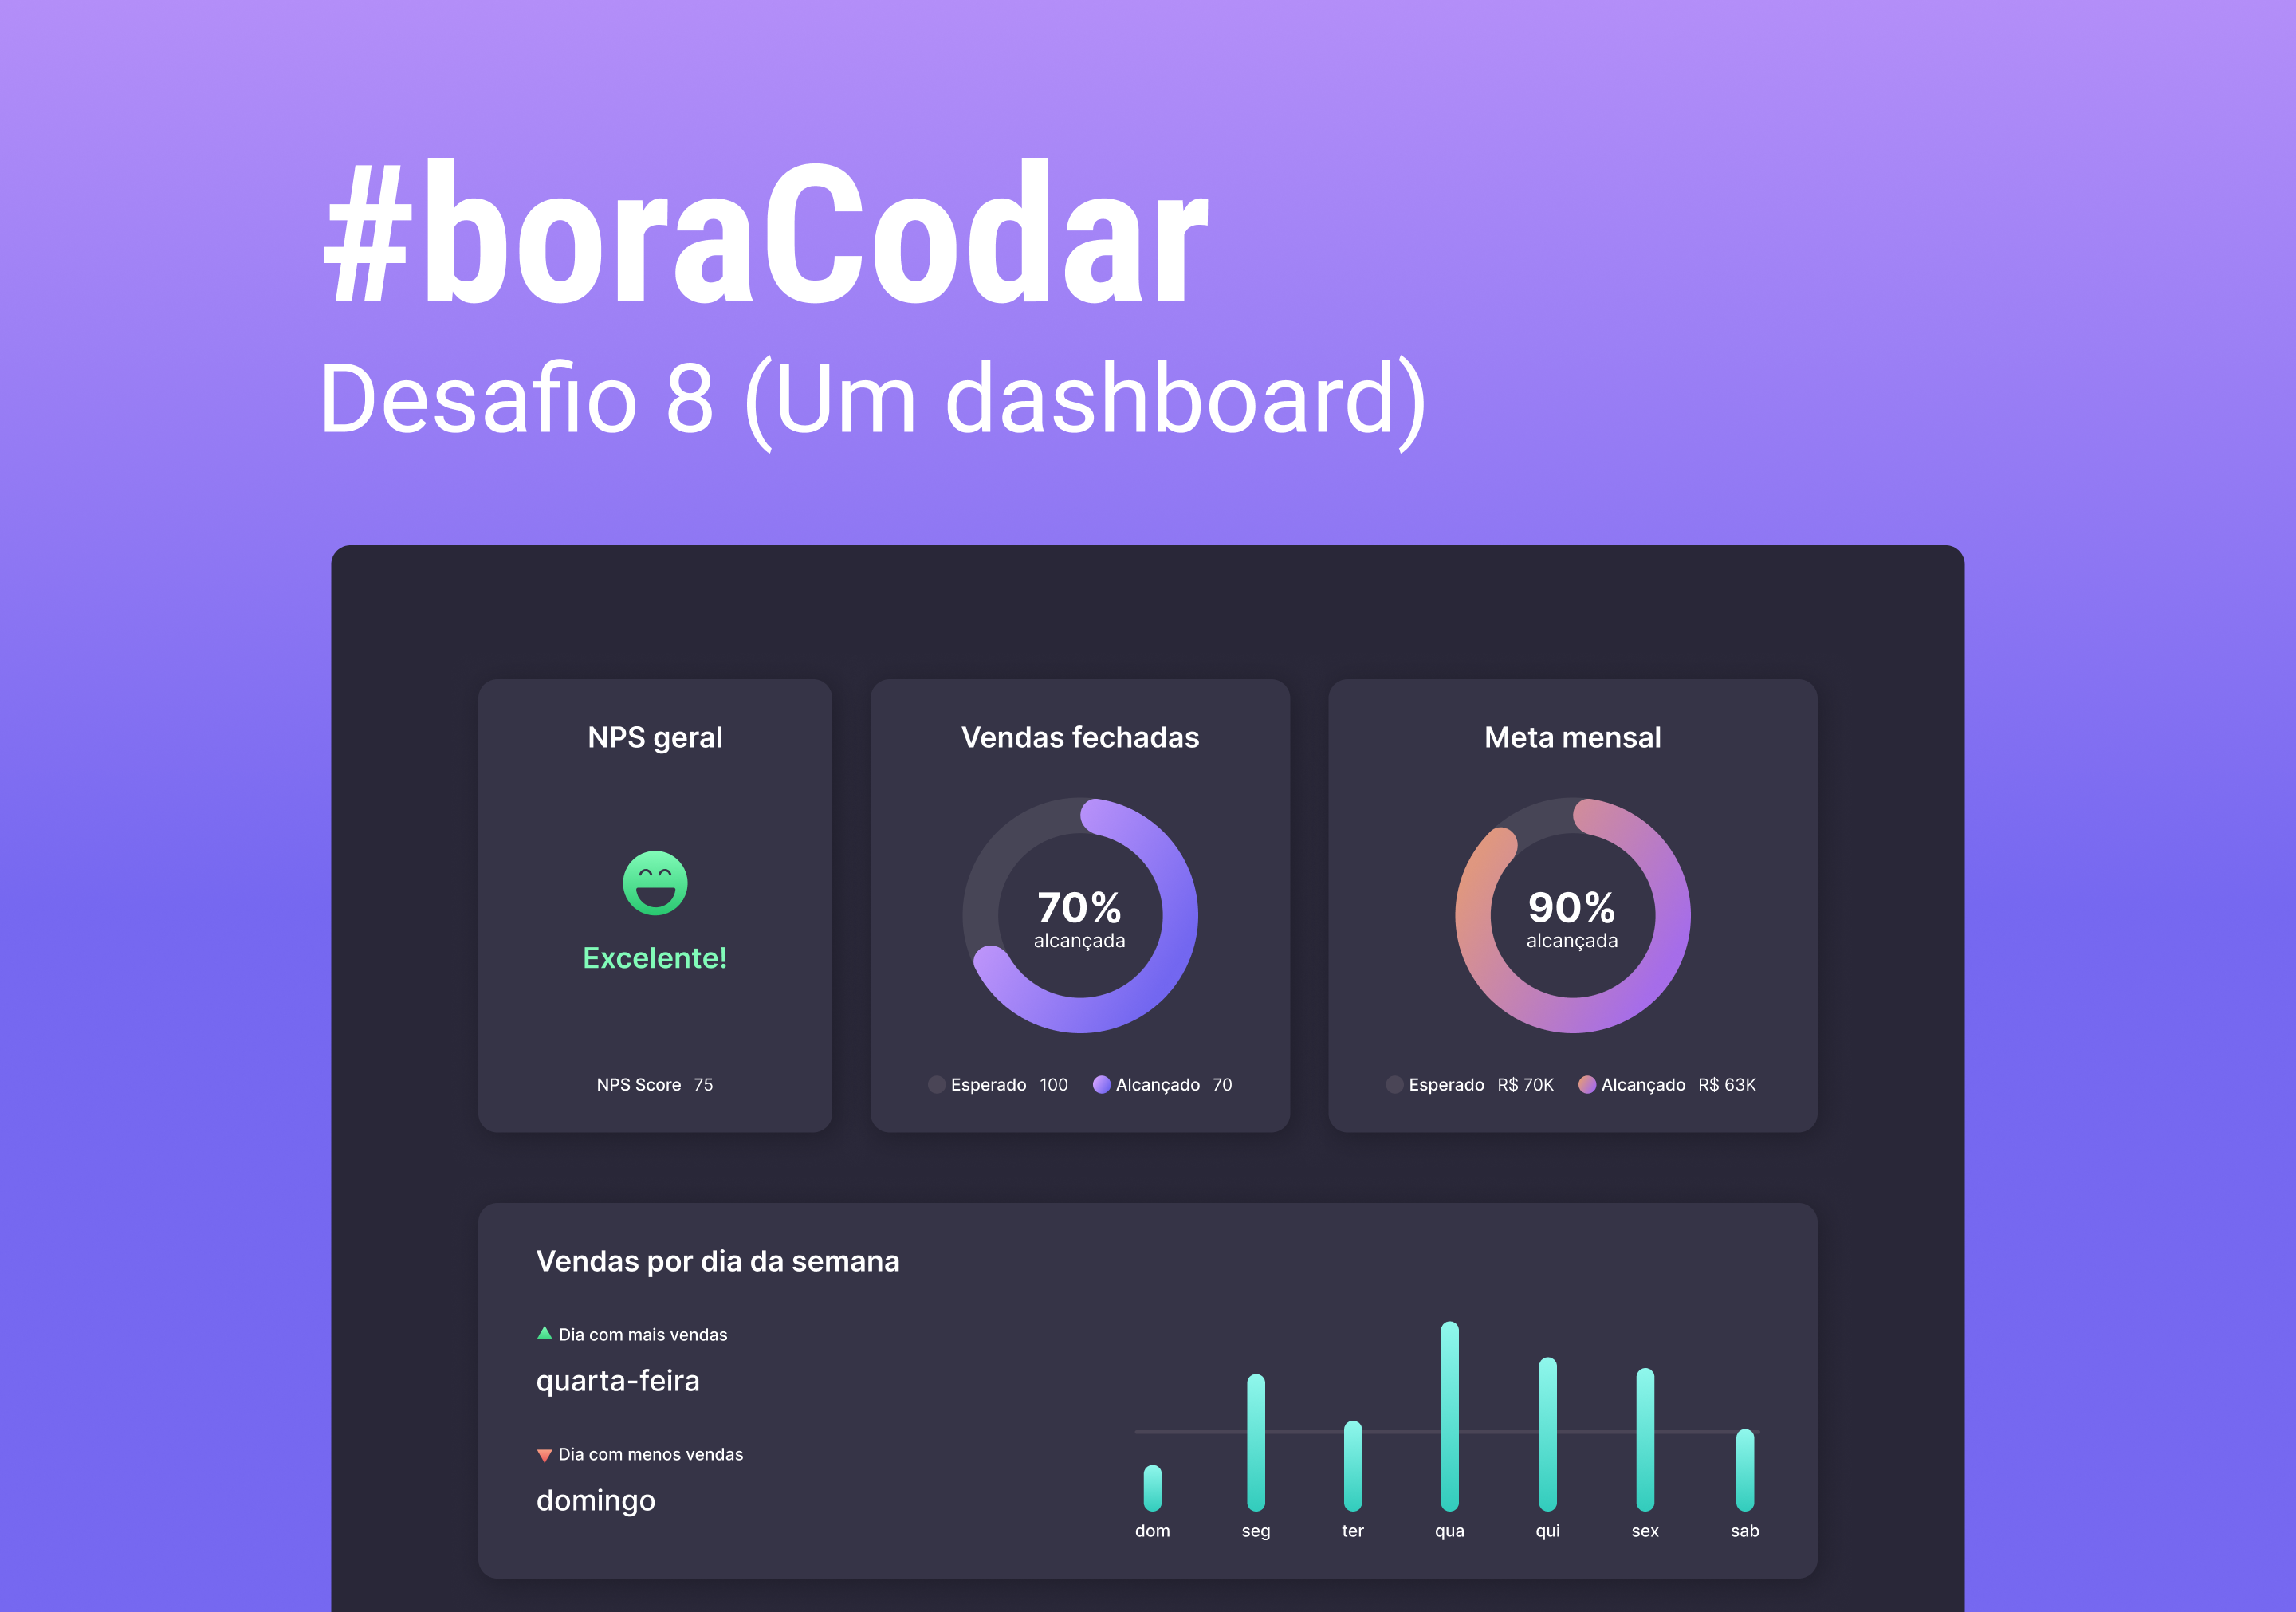 #boraCodar
Desafio 8 (Um dashboard)
NPS geral
Excelente!
NPS Score 75
Vendas fechadas
70%
alcançada
Esperado 100 Alcançado 70
Meta mensal
90%
alcançada
Esperado R$ 70K Alcançado R$ 63K
Vendas por dia da semana
Dia com mais vendas
quarta-feira
Dia com menos vendas
domingo
dom seg ter qua qui sex sab